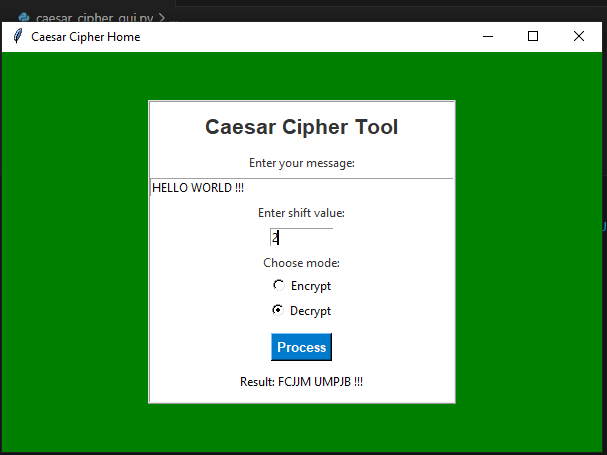 caesar_cipher_gui.py > ...
Caesar Cipher Home
Caesar Cipher Tool
Enter your message:
HELLO WORLD !!!
Enter shift value:
2
Choose mode:
Encrypt
Decrypt
Process
Result: FCJJM UMPJB !!!